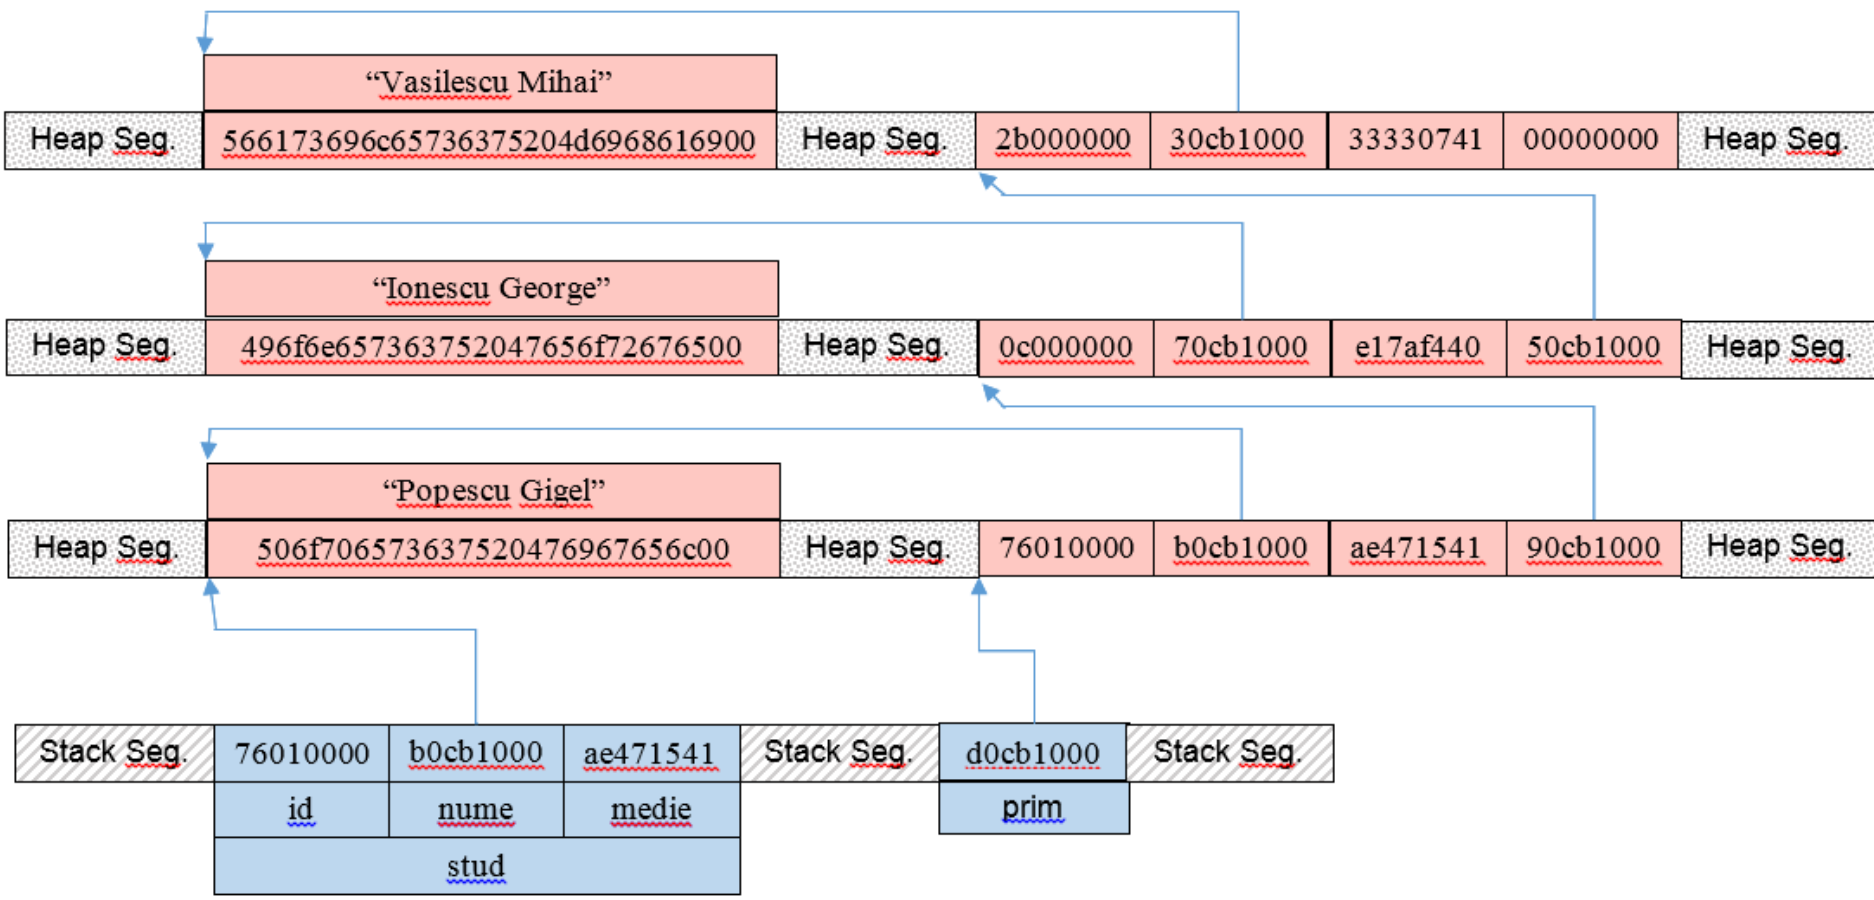 “Vasilescu Mihai”
Heap Seg. 566173696c65736375204d6968616900 Heap Seg. 2b000000 30cb1000 33330741 00000000 Heap Seg.
“Ionescu George”
Heap Seg. 496f6e657363752047656f72676500 Heap Seg. 0c000000 70cb1000 e17af440 50cb1000 Heap Seg.
“Popescu Gigel”
Heap Seg. 506f706573637520476967656c00 Heap Seg. 76010000 b0cb1000 ae471541 90cb1000 Heap Seg.
Stack Seg. 76010000 b0cb1000 ae471541 Stack Seg. d0cb1000 Stack Seg.
id nume medie prim
stud